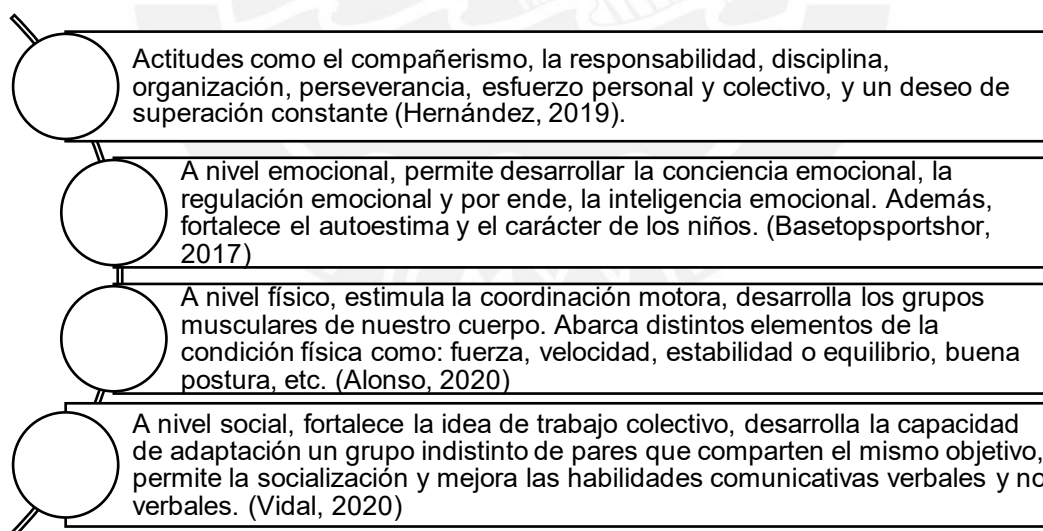 Actitudes como el compañerismo, la responsabilidad, disciplina,
organización, perseverancia, esfuerzo personal y colectivo, y un deseo de
superación constante (Hernández, 2019).
A nivel emocional, permite desarrollar la conciencia emocional, la
regulación emocional y por ende, la inteligencia emocional. Además,
fortalece el autoestima y el carácter de los niños. (Basetopsportshor,
2017)
A nivel físico, estimula la coordinación motora, desarrolla los grupos
musculares de nuestro cuerpo. Abarca distintos elementos de la
condición física como: fuerza, velocidad, estabilidad o equilibrio, buena
postura, etc. (Alonso, 2020)
A nivel social, fortalece la idea de trabajo colectivo, desarrolla la capacidad
de adaptación un grupo indistinto de pares que comparten el mismo objetivo,
permite la socialización y mejora las habilidades comunicativas verbales y no
verbales. (Vidal, 2020)